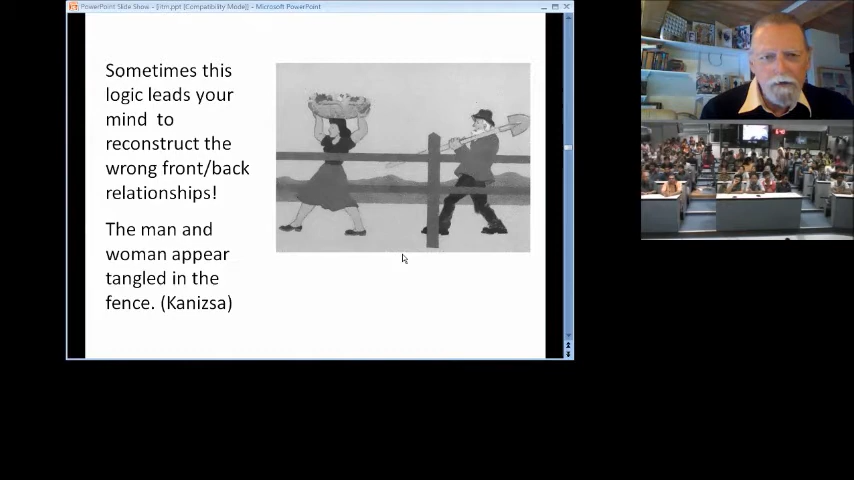 PowerPoint Slide Show - [itm.ppt [Compatibility Mode]] - Microsoft PowerPoint
Sometimes this
logic leads your
mind to
reconstruct the
wrong front/back
relationships!
The man and
woman appear
tangled in the
fence. (Kanizsa)